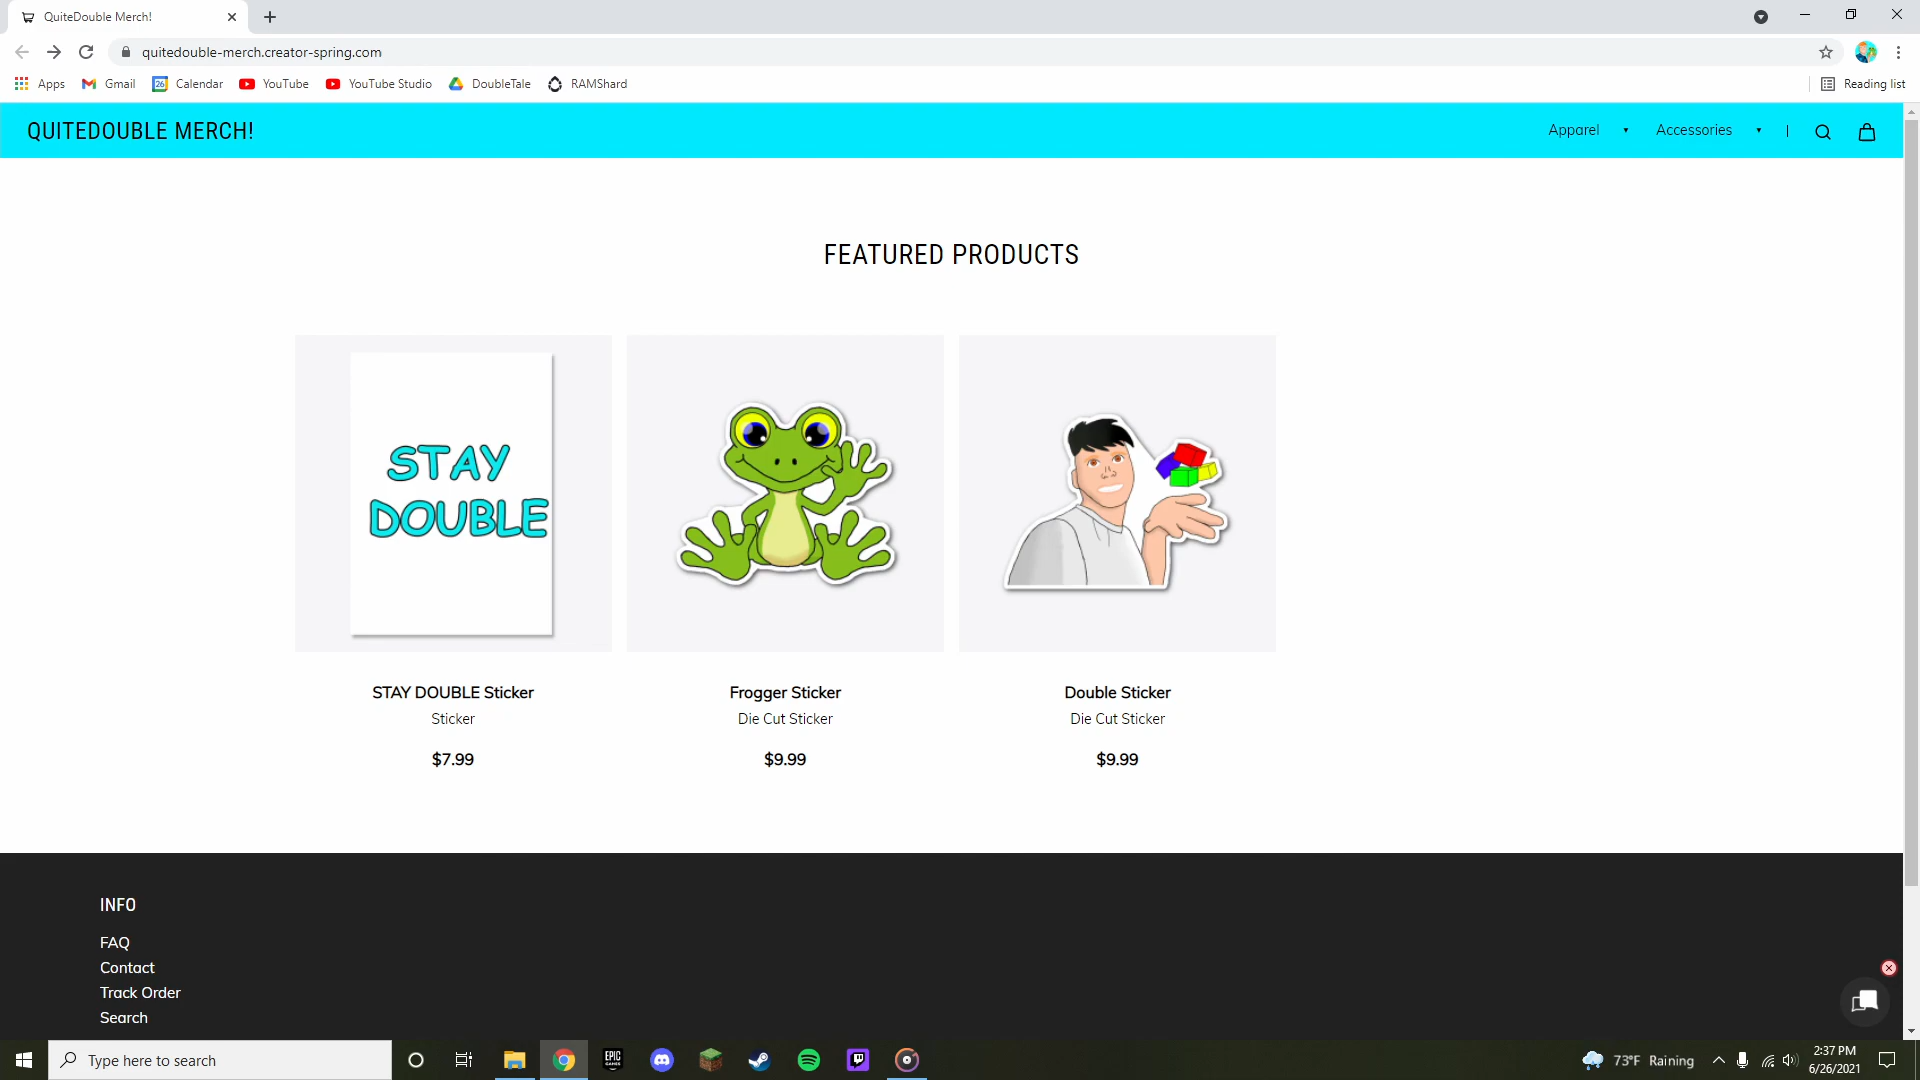 QuiteDouble Merch!
quitedouble-merch.creator-spring.com
Apps
Gmail
26
Calendar
YouTube
YouTube Studio
DoubleTale
RAMShard
Reading list
QUITEDOUBLE MERCH!
Apparel
Accessories
FEATURED PRODUCTS
STAY
DOUBLE
STAY DOUBLE Sticker
Sticker
$7.99
Frogger Sticker
Die Cut Sticker
$9.99
Double Sticker
Die Cut Sticker
$9.99
INFO
FAQ
Contact
Track Order
Search
Type here to search
EPIC
GAMES
73°F Raining
2:37 PM
6/26/2021